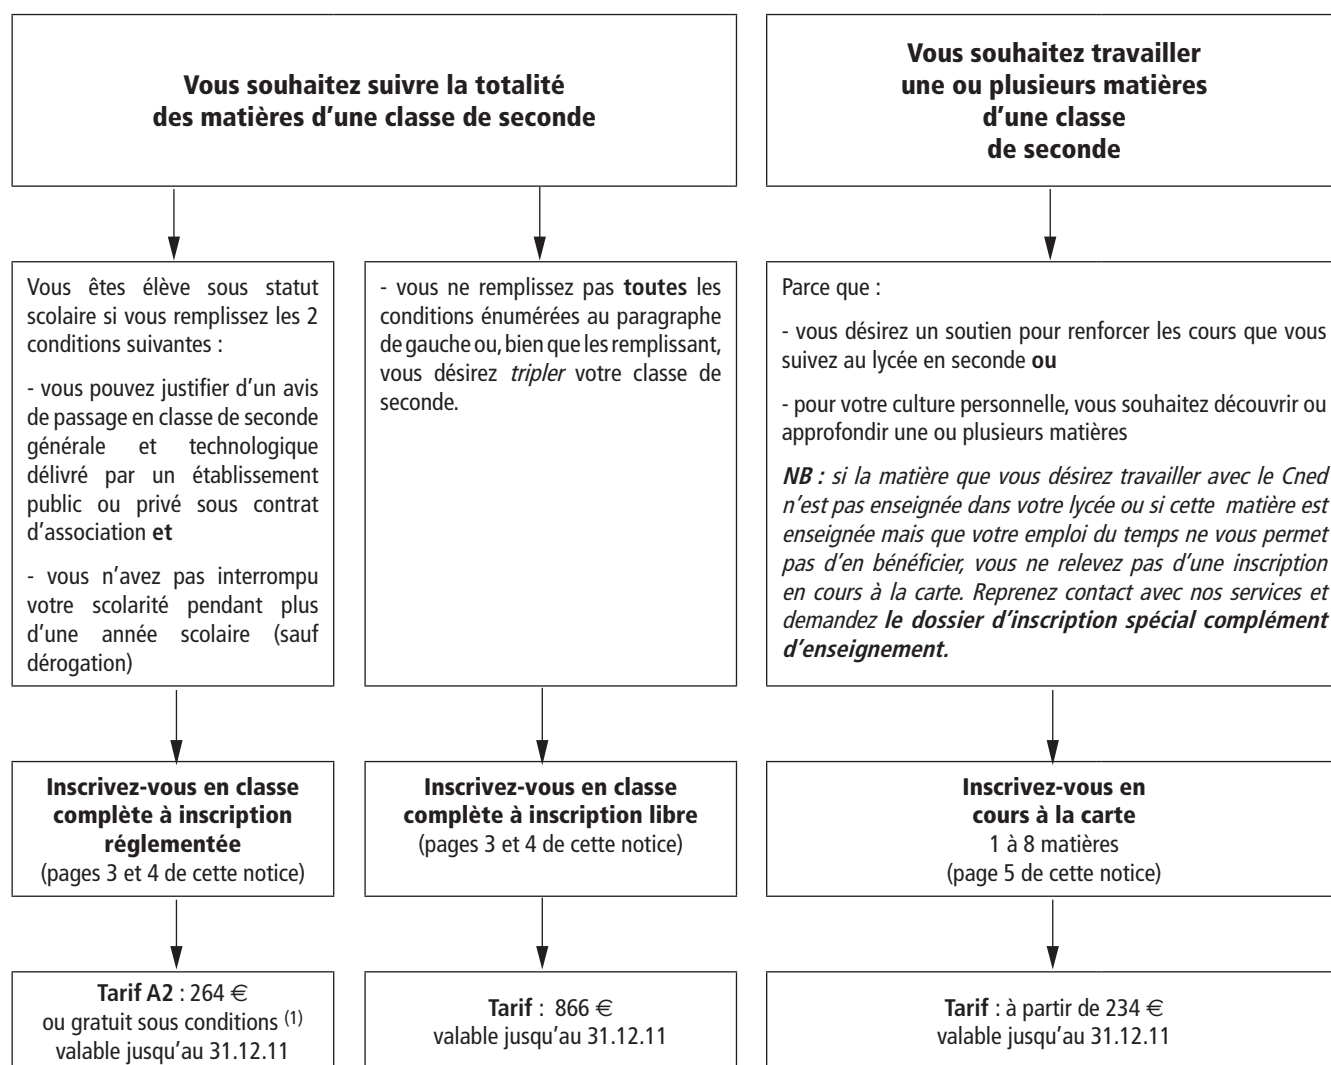 Vous souhaitez suivre la totalité
des matières d'une classe de seconde
Vous souhaitez travailler
une ou plusieurs matières
d'une classe
de seconde
Vous êtes élève sous statut
scolaire si vous remplissez les 2
conditions suivantes :
- vous pouvez justifier d'un avis
de passage en classe de seconde
générale et technologique
délivré par un établissement
public ou privé sous contrat
d'association et
- vous n'avez pas interrompu
votre scolarité pendant plus
d'une année scolaire (sauf
dérogation)
- vous ne remplissez pas toutes les
conditions énumérées au paragraphe
de gauche ou, bien que les remplissant,
vous désirez tripler votre classe de
seconde.
Parce que :
- vous désirez un soutien pour renforcer les cours que vous
suivez au lycée en seconde ou
- pour votre culture personnelle, vous souhaitez découvrir ou
approfondir une ou plusieurs matières
NB : si la matière que vous désirez travailler avec le Cned
n'est pas enseignée dans votre lycée ou si cette matière est
enseignée mais que votre emploi du temps ne vous permet
pas d'en bénéficier, vous ne relevez pas d'une inscription
en cours à la carte. Reprenez contact avec nos services et
demandez le dossier d'inscription spécial complément
d'enseignement.
Inscrivez-vous en classe
complète à inscription
réglementée
(pages 3 et 4 de cette notice)
Inscrivez-vous en classe
complète à inscription libre
(pages 3 et 4 de cette notice)
Inscrivez-vous en
cours à la carte
1 à 8 matières
(page 5 de cette notice)
Tarif A2 : 264 €
ou gratuit sous conditions (1)
valable jusqu'au 31.12.11
Tarif : 866 €
valable jusqu'au 31.12.11
Tarif : à partir de 234 €
valable jusqu'au 31.12.11